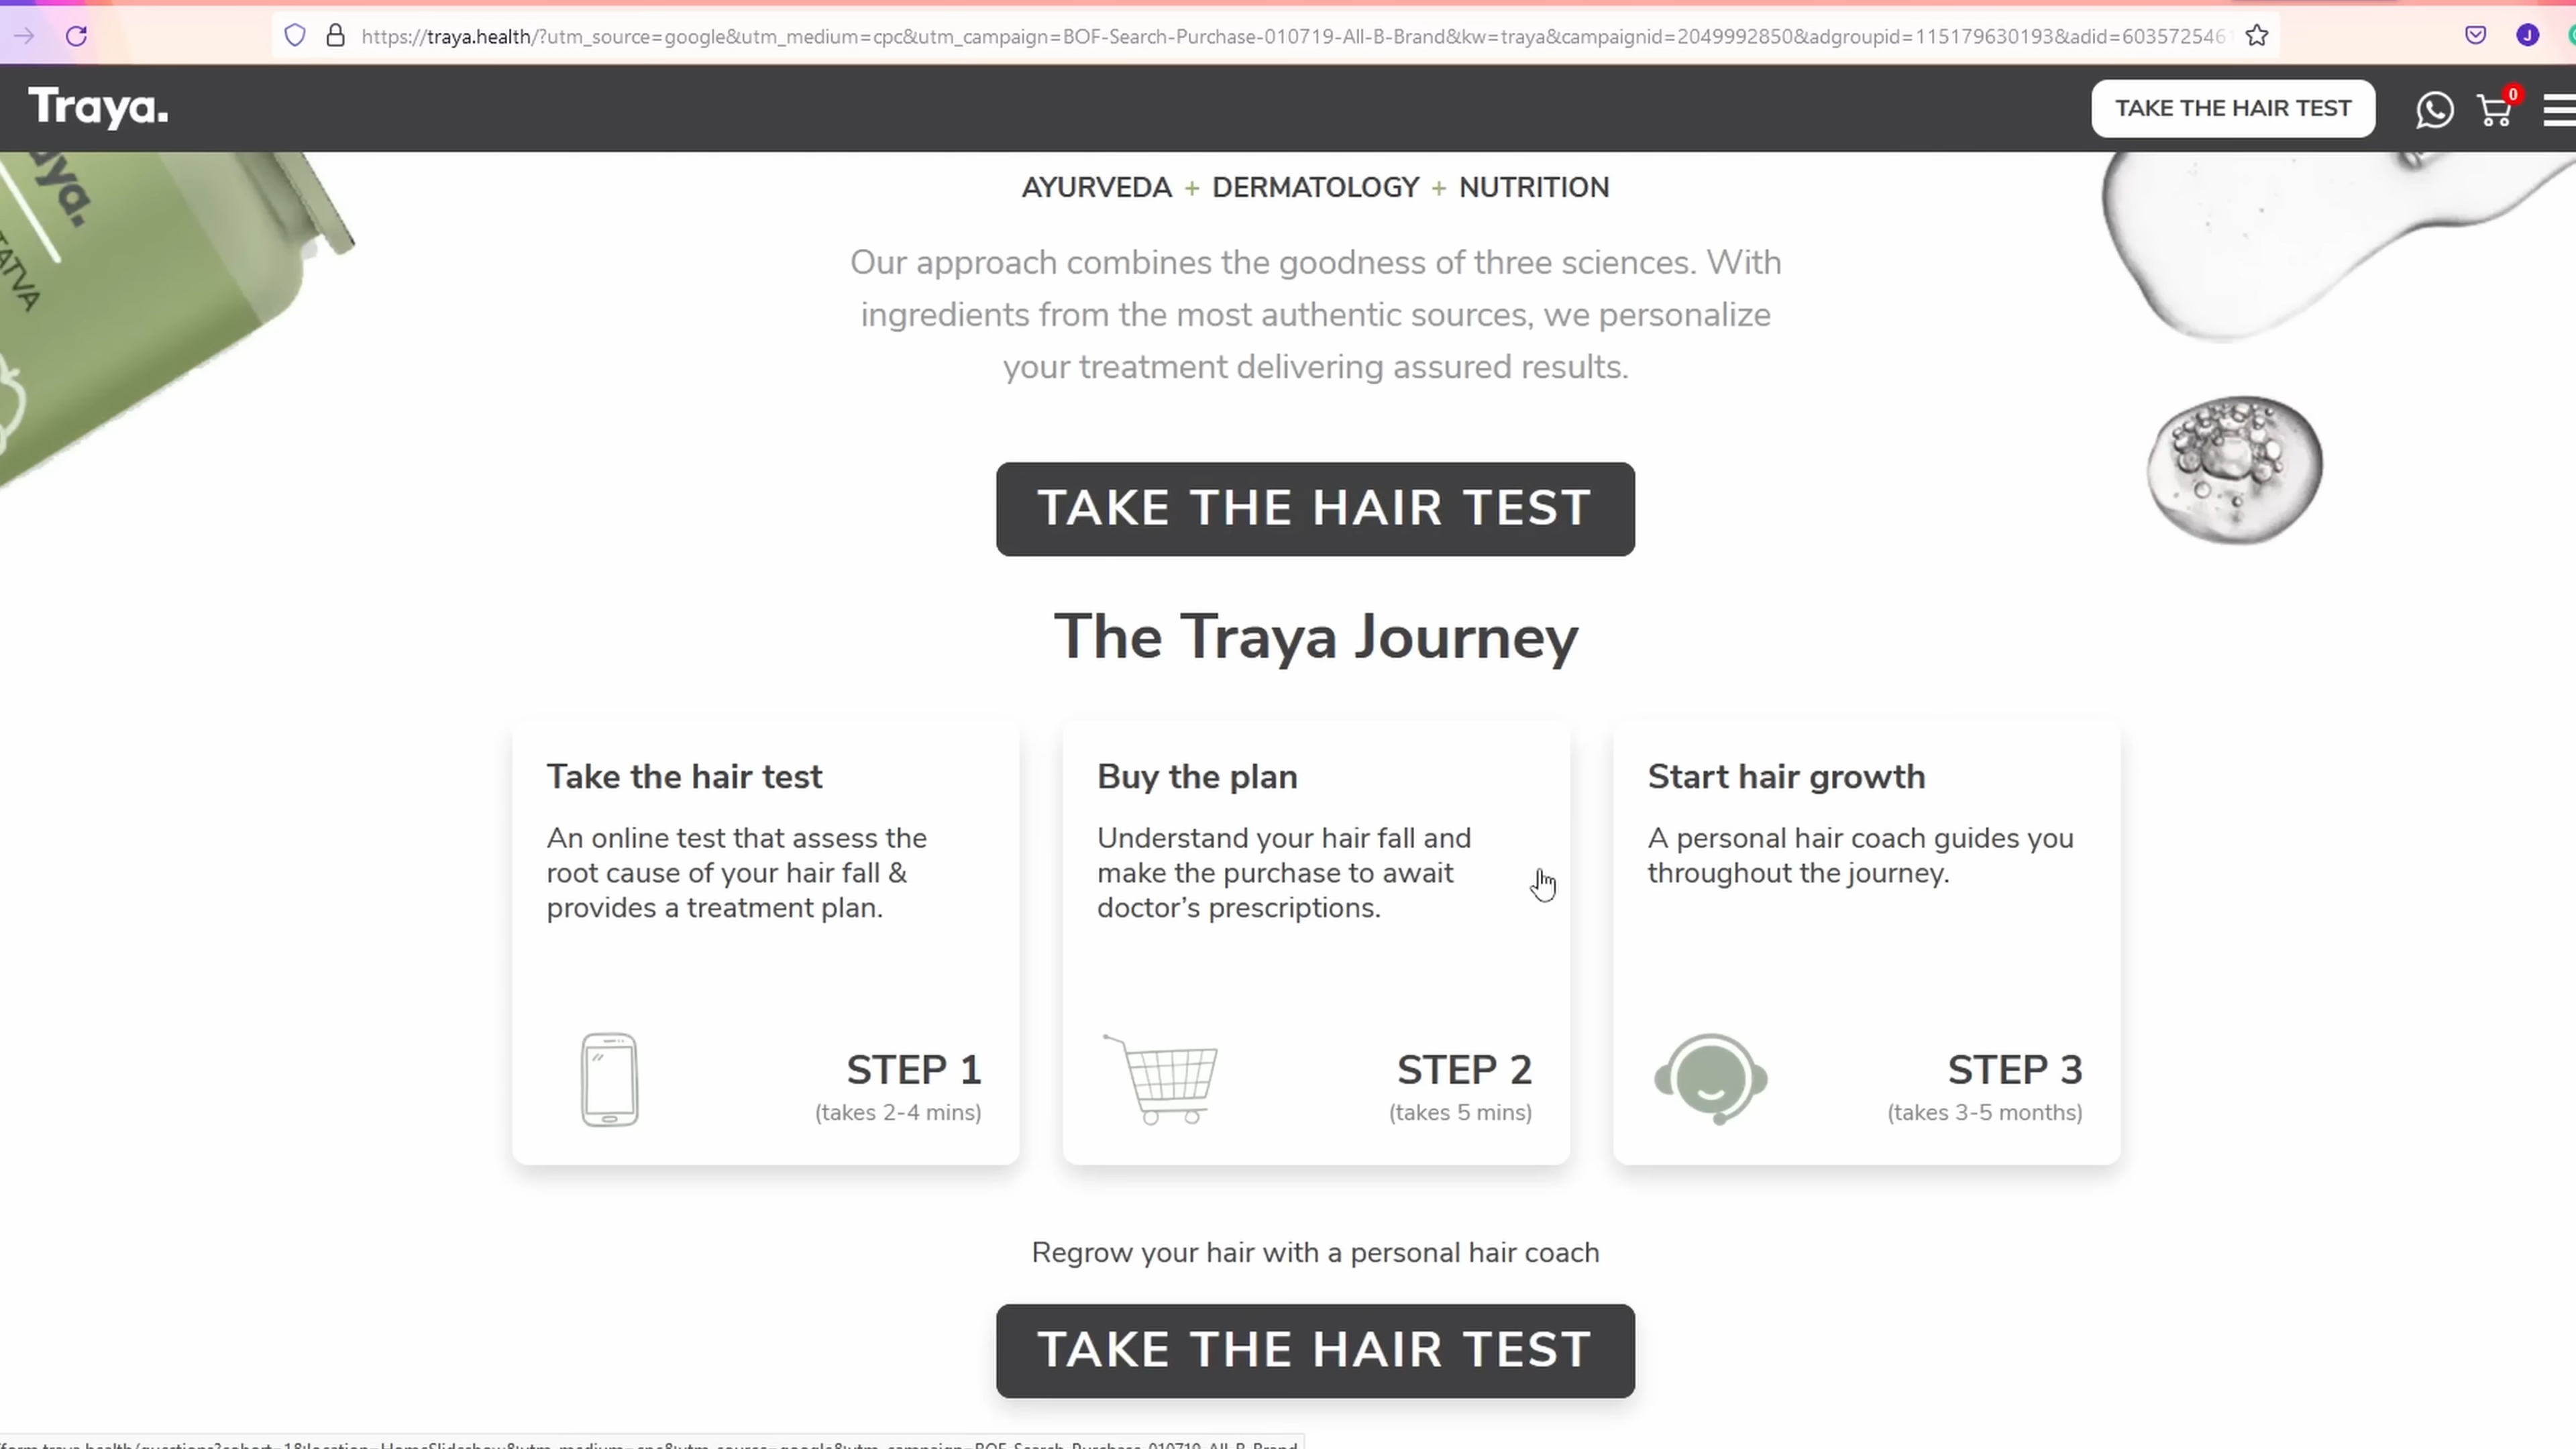 https://traya.health/?utm_source=google&utm_medium=cpc&utm_campaign=BOF-Search-Purchase-010719-All-B-Brand&kw=traya&campaignid=2049992850&adgroupid=115179630193&adid=6035725461
J
Traya.
TAKE THE HAIR TEST
0
aya.
TATVA
AYURVEDA + DERMATOLOGY + NUTRITION
Our approach combines the goodness of three sciences. With
ingredients from the most authentic sources, we personalize
your treatment delivering assured results.
TAKE THE HAIR TEST
The Traya Journey
Take the hair test
An online test that assess the
root cause of your hair fall &
provides a treatment plan.
STEP 1
(takes 2-4 mins)
Buy the plan
Understand your hair fall and
make the purchase to await
doctor’s prescriptions.
STEP 2
(takes 5 mins)
Start hair growth
A personal hair coach guides you
throughout the journey.
STEP 3
(takes 3-5 months)
Regrow your hair with a personal hair coach
TAKE THE HAIR TEST